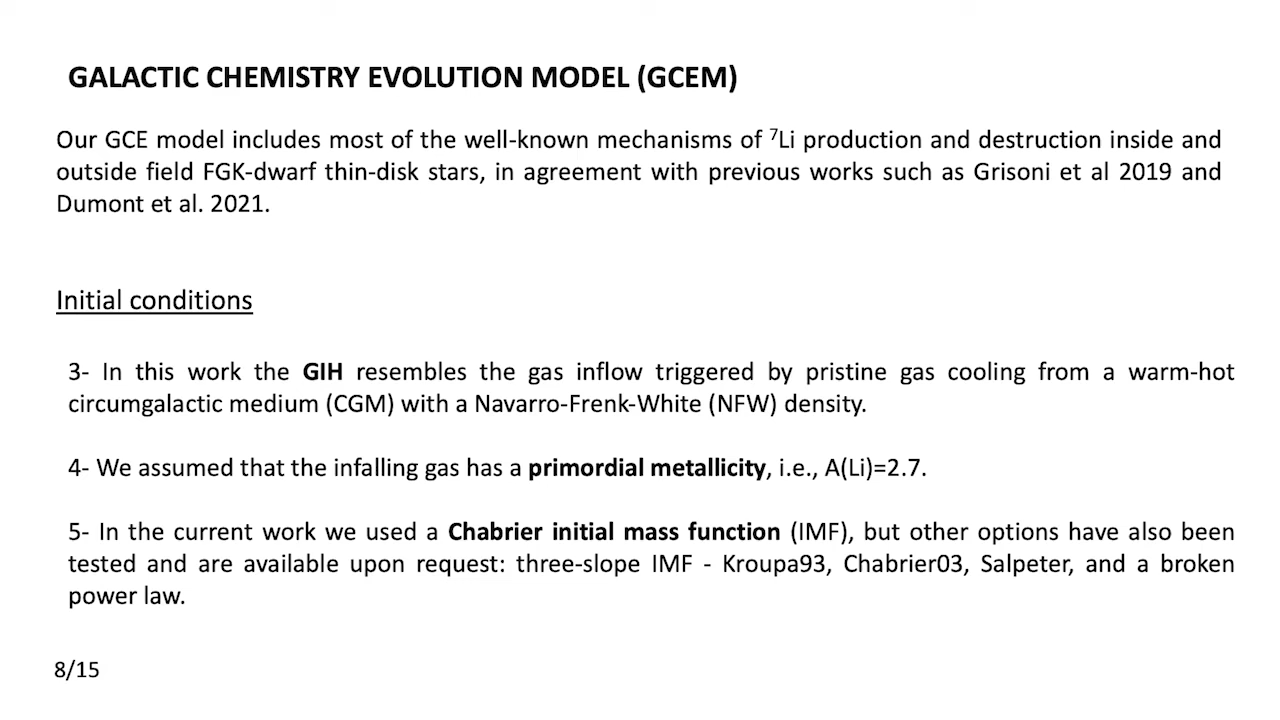 GALACTIC CHEMISTRY EVOLUTION MODEL (GCEM)
Our GCE model includes most of the well-known mechanisms of ⁷Li production and destruction inside and
outside field FGK-dwarf thin-disk stars, in agreement with previous works such as Grisoni et al 2019 and
Dumont et al. 2021.
Initial conditions
3- In this work the GIH resembles the gas inflow triggered by pristine gas cooling from a warm-hot
circumgalactic medium (CGM) with a Navarro-Frenk-White (NFW) density.
4- We assumed that the infalling gas has a primordial metallicity, i.e., A(Li)=2.7.
5- In the current work we used a Chabrier initial mass function (IMF), but other options have also been
tested and are available upon request: three-slope IMF - Kroupa93, Chabrier03, Salpeter, and a broken
power law.
8/15